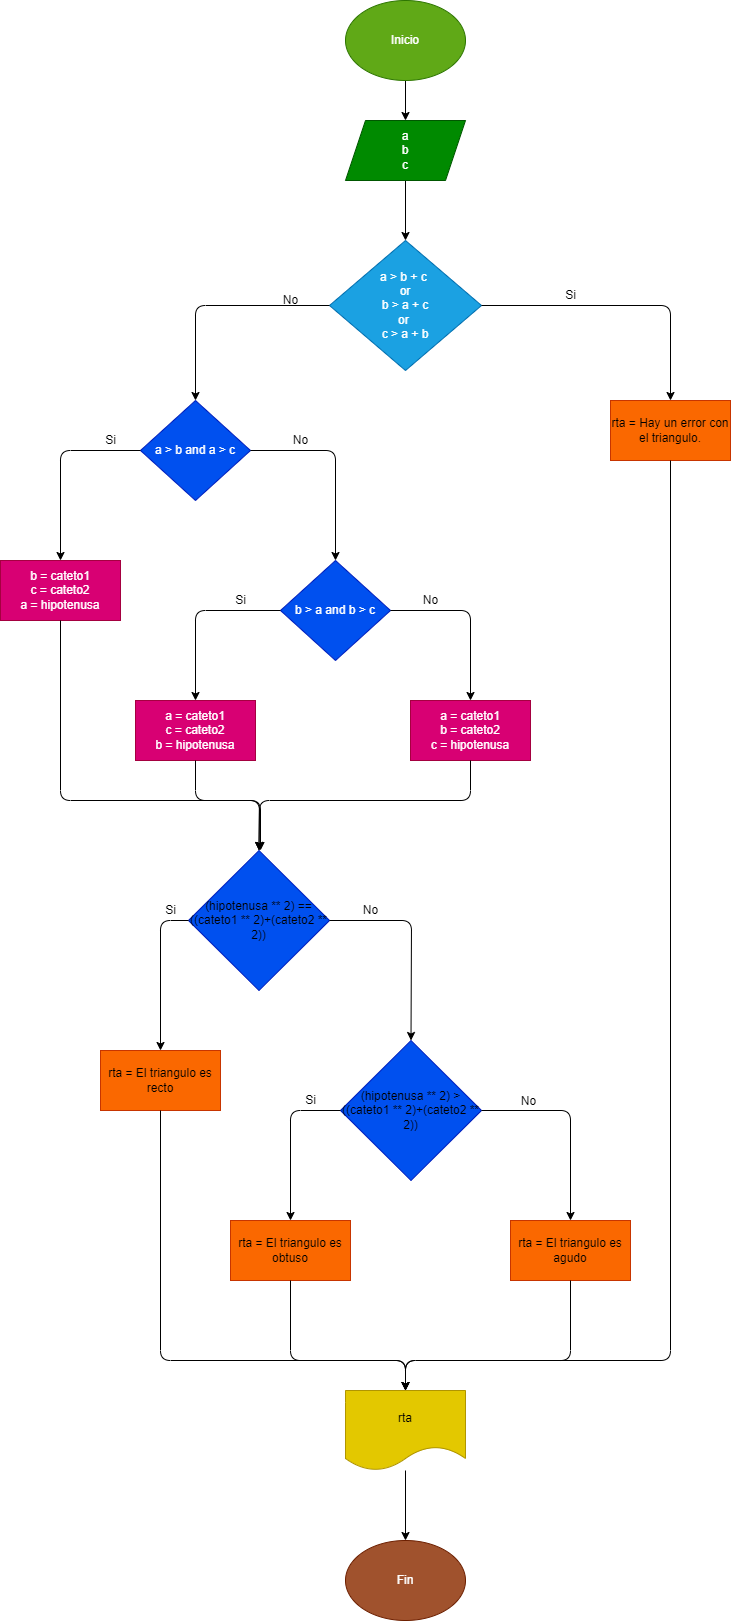 Inicio
a
b
c
a > b + c
or
b > a + c
or
c > a + b
No
Si
a > b and a > c
rta = Hay un error con
el triangulo.
Si
No
b = cateto1
c = cateto2
a = hipotenusa
b > a and b > c
Si
No
a = cateto1
c = cateto2
b = hipotenusa
a = cateto1
b = cateto2
c = hipotenusa
(hipotenusa ** 2) ==
((cateto1 ** 2)+(cateto2 **
2))
Si
No
rta = El triangulo es
recto
(hipotenusa ** 2) >
((cateto1 ** 2)+(cateto2 **
2))
Si
No
rta = El triangulo es
obtuso
rta = El triangulo es
agudo
rta
Fin